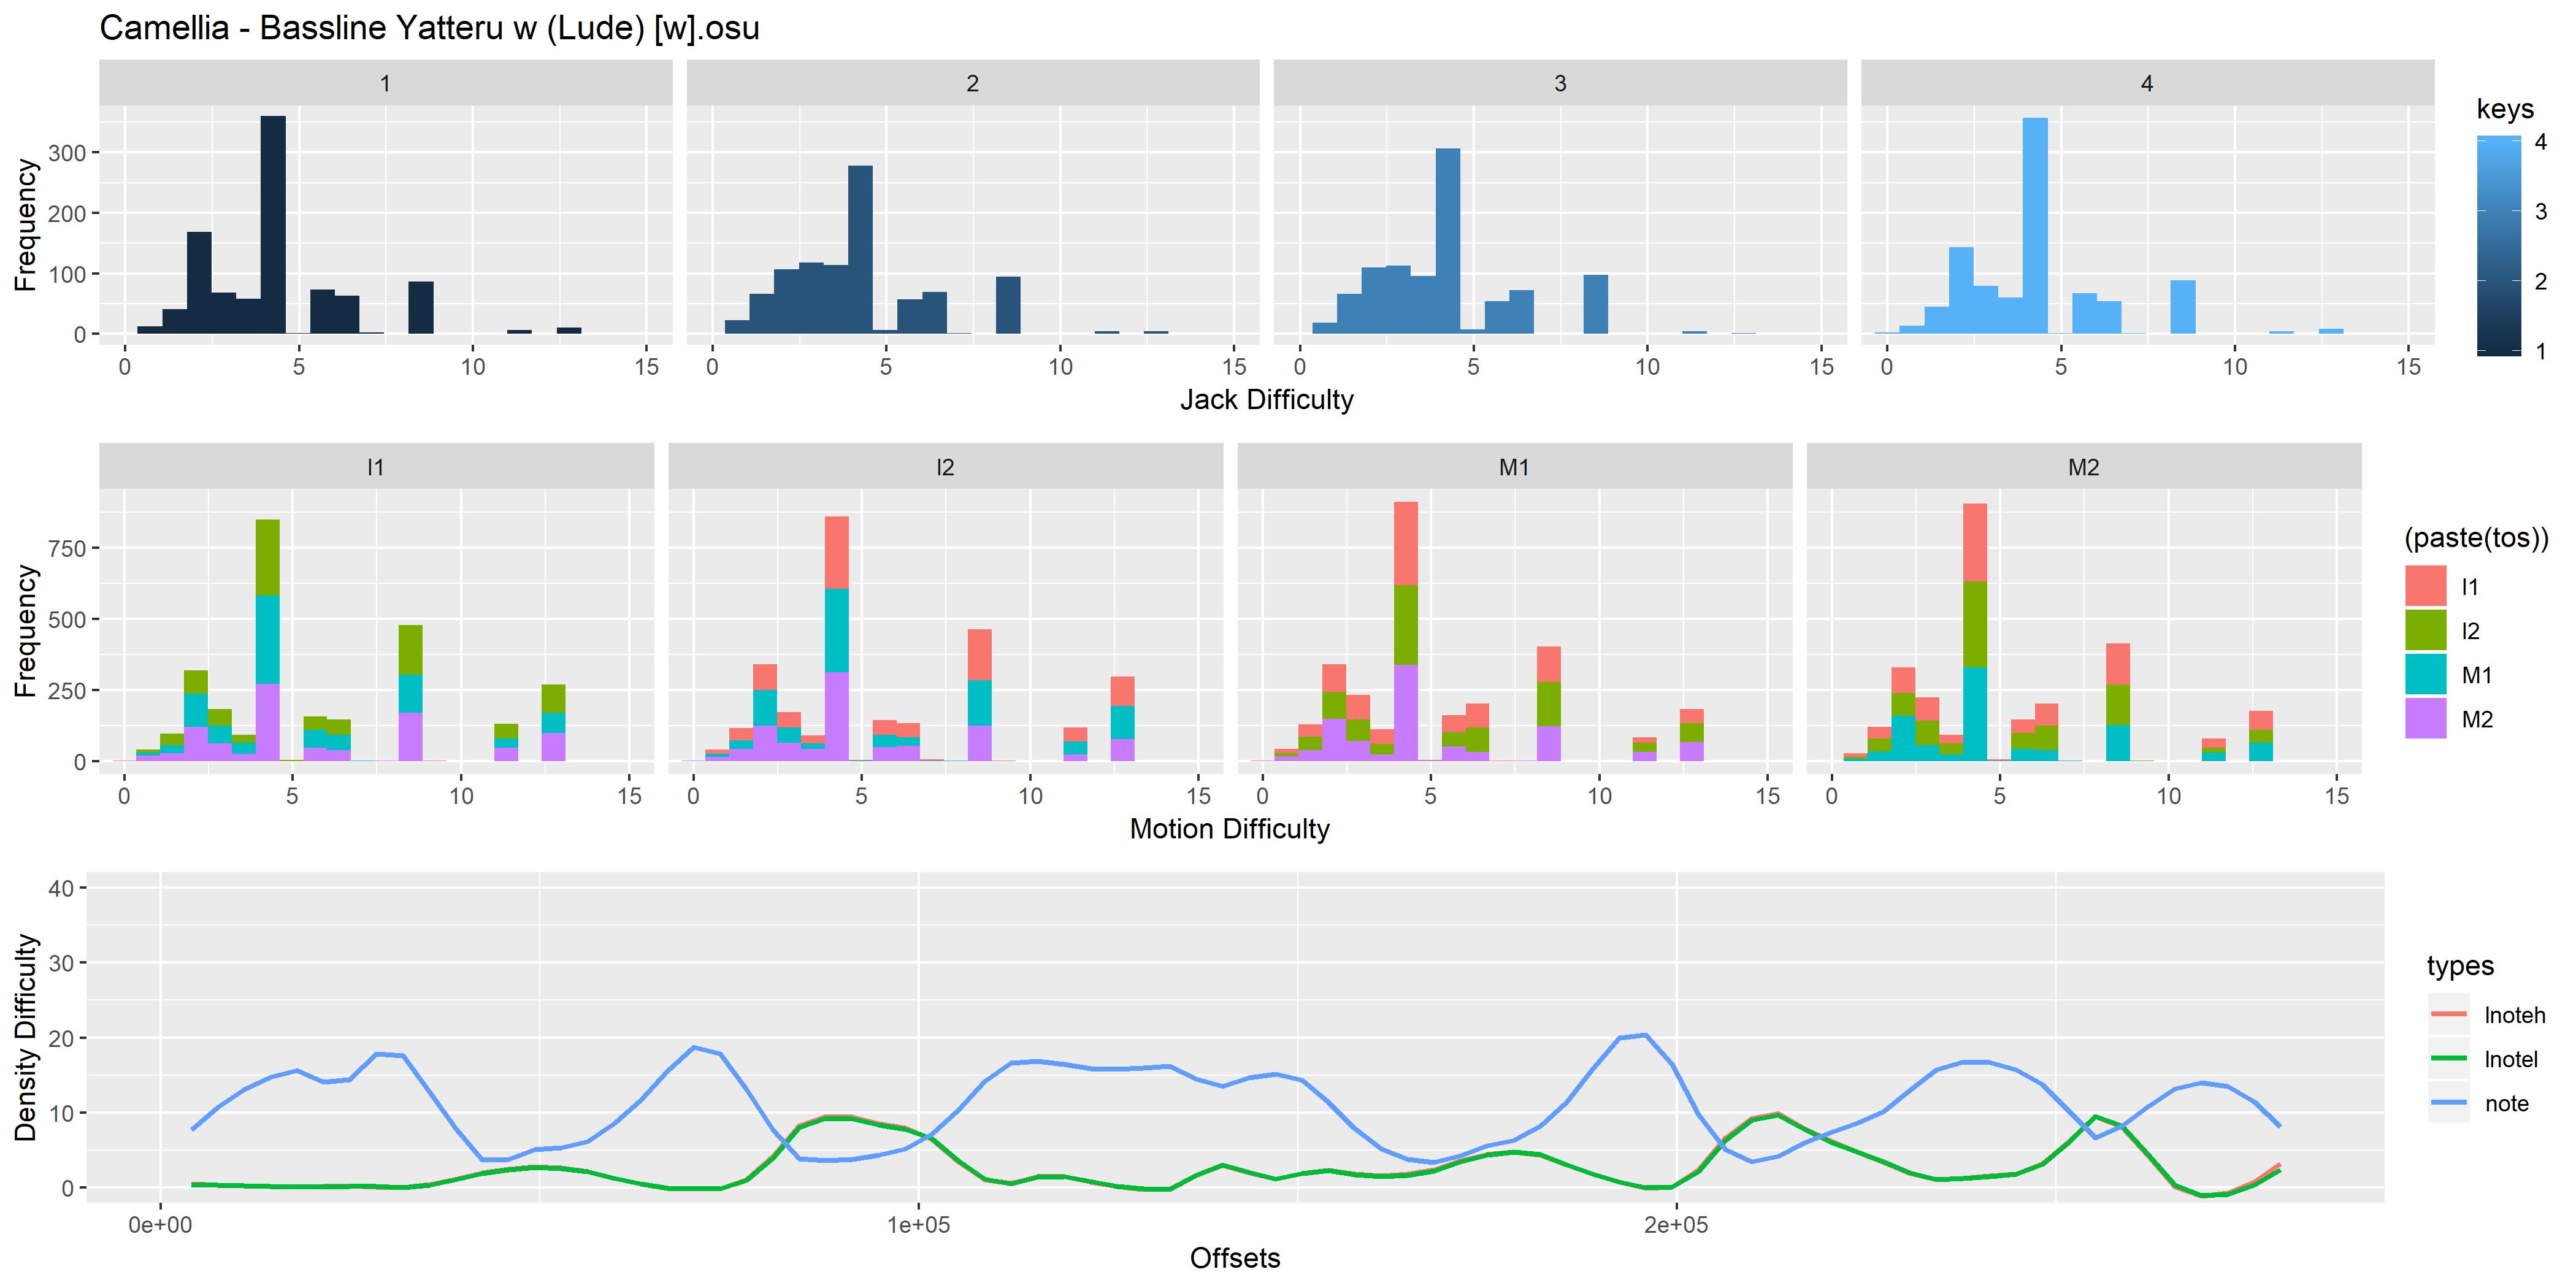 Camellia - Bassline Yatteru w (Lude) [w].osu
1 2 3 4
Frequency
300
200
100
0
0 5 10 15 0 5 10 15 0 5 10 15 0 5 10 15
Jack Difficulty
keys
4
3
2
1
I1 I2 M1 M2
Frequency
750
500
250
0
0 5 10 15 0 5 10 15 0 5 10 15 0 5 10 15
Motion Difficulty
(paste(tos))
I1
I2
M1
M2
Density Difficulty
40
30
20
10
0
0e+00 1e+05 2e+05
Offsets
types
lnoteh
lnotel
note